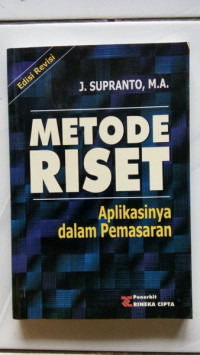 Edisi Revisi
J. SUPRANTO, M.A.
METODE
RISET
Aplikasinya
dalam Pemasaran
Penerbit
RINEKA CIPTA